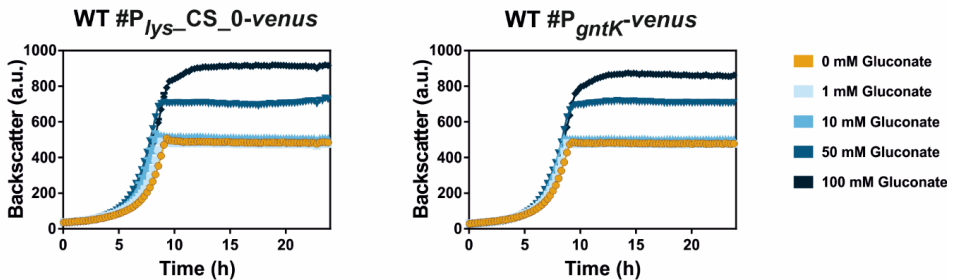 WT #Plys_CS_0-venus
WT #PgntK-venus
Backscatter (a.u.)
1000
800
600
400
200
0
0 5 10 15 20
Time (h)
Backscatter (a.u.)
1000
800
600
400
200
0
0 5 10 15 20
Time (h)
0 mM Gluconate
1 mM Gluconate
10 mM Gluconate
50 mM Gluconate
100 mM Gluconate